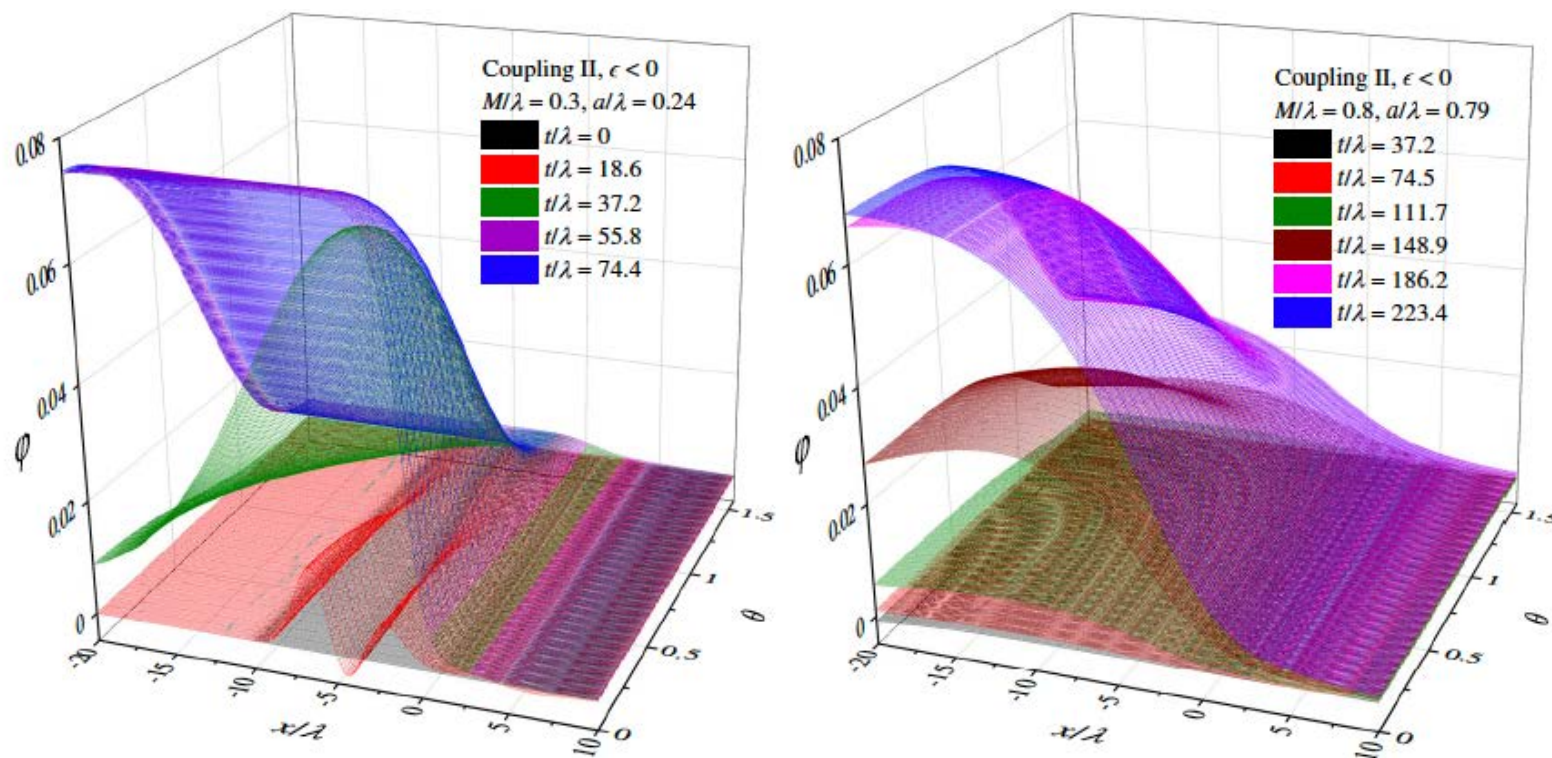 Coupling II, ϵ < 0
M/λ = 0.3, a/λ = 0.24
t/λ = 0
t/λ = 18.6
t/λ = 37.2
t/λ = 55.8
t/λ = 74.4
0.08
0.06
0.04
0.02
0
φ
-20
-15
-10
-5
0
5
10
x/λ
0
0.5
1
1.5
θ
Coupling II, ϵ < 0
M/λ = 0.8, a/λ = 0.79
t/λ = 37.2
t/λ = 74.5
t/λ = 111.7
t/λ = 148.9
t/λ = 186.2
t/λ = 223.4
0.08
0.06
0.04
0.02
0
φ
-20
-15
-10
-5
0
5
10
x/λ
0
0.5
1
1.5
θ